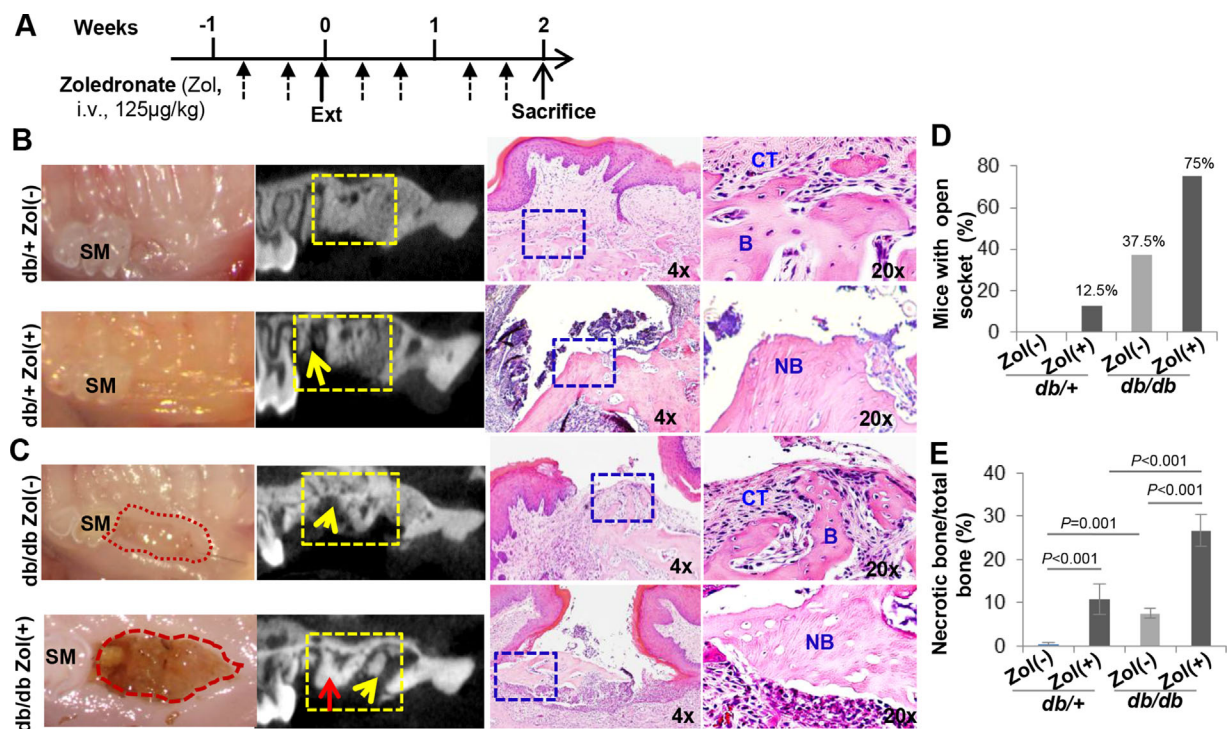 A
Weeks
-1
0
1
2
Zoledronate (Zol,
i.v., 125µg/kg)
Ext
Sacrifice
B
db/+ Zol(-)
SM
4x
CT
B
20x
db/+ Zol(+)
SM
4x
NB
20x
C
db/db Zol(-)
SM
4x
CT
B
20x
db/db Zol(+)
SM
4x
NB
20x
D
Mice with open
socket (%)
80
60
40
20
0
12.5%
37.5%
75%
Zol(-)
Zol(+)
Zol(-)
Zol(+)
db/+
db/db
E
Necrotic bone/total
bone (%)
40
30
20
10
0
P<0.001
P=0.001
P<0.001
P<0.001
Zol(-)
Zol(+)
Zol(-)
Zol(+)
db/+
db/db